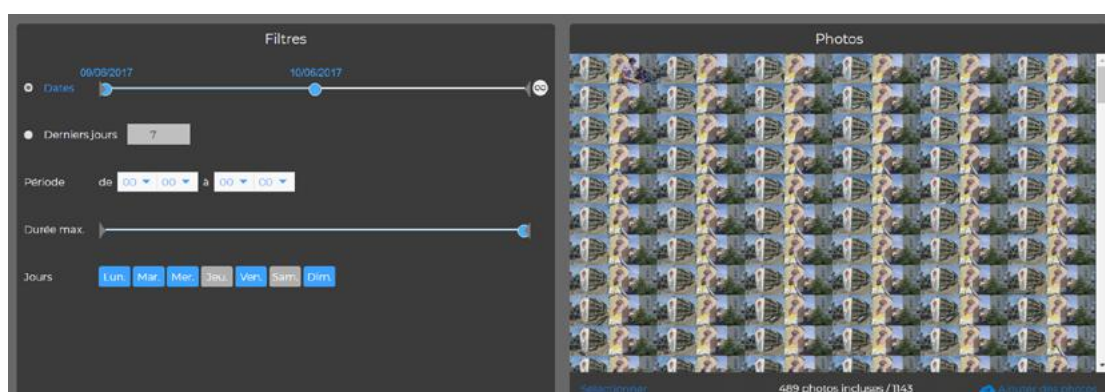 Filtres
09/06/2017 10/06/2017
Dates
Derniers jours 7
Période de 00 00 à 00 00
Durée max.
Jours Lun. Mar. Mer. Jeu. Ven. Sam. Dim.
Photos
Sélectionner 489 photos incluses / 1143 Ajouter des photos